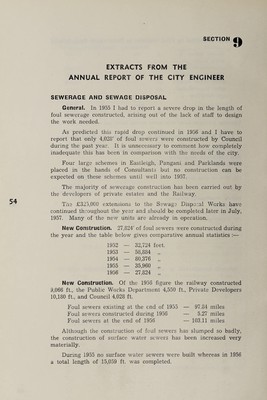 SECTION 9
EXTRACTS FROM THE
ANNUAL REPORT OF THE CITY ENGINEER
SEWERAGE AND SEWAGE DISPOSAL
General. In 1955 I had to report a severe drop in the length of
foul sewerage constructed, arising out of the lack of staff to design
the work needed.
As predicted this rapid drop continued in 1956 and I have to
report that only 4,028' of foul sewers were constructed by Council
during the past year. It is unnecessary to comment how completely
inadequate this has been in comparison with the needs of the city.
Four large schemes in Eastleigh, Pangani and Parklands were
placed in the hands of Consultants but no construction can be
expected on these schemes until well into 1957.
The majority of sewerage construction has been carried out by
the developers of private estates and the Railway.
54
The extensions to the Sewage Disposal Works have
continued throughout the year and should be completed later in July,
1957. Many of the new units are already in operation.
New Construction. 27,824' of foul sewers were constructed during
the year and the table below gives comparative annual statistics :—
1952 — 32,724 feet.
1953 — 56,694 „
1954 — 60,376 „
1955 — 35,960 „
1956 — 27,824 „
New Construction. Of the 1956 figure the railway constructed
9,066 ft., the Public Works Department 4,550 ft., Private Developers
10,180 ft., and Council 4,028 ft.
Foul sewers existing at the end of 1955 — 97.84 miles
Foul sewers constructed during 1956 — 5.27 miles
Foul sewers at the end of 1956 — 103.11 miles
Although the construction of foul sewers has slumped so badly,
the construction of surface water sewers has been increased very
materially.
During 1955 no surface water sewers were built whereas in 1956
a total length of 13,059 ft. was completed.